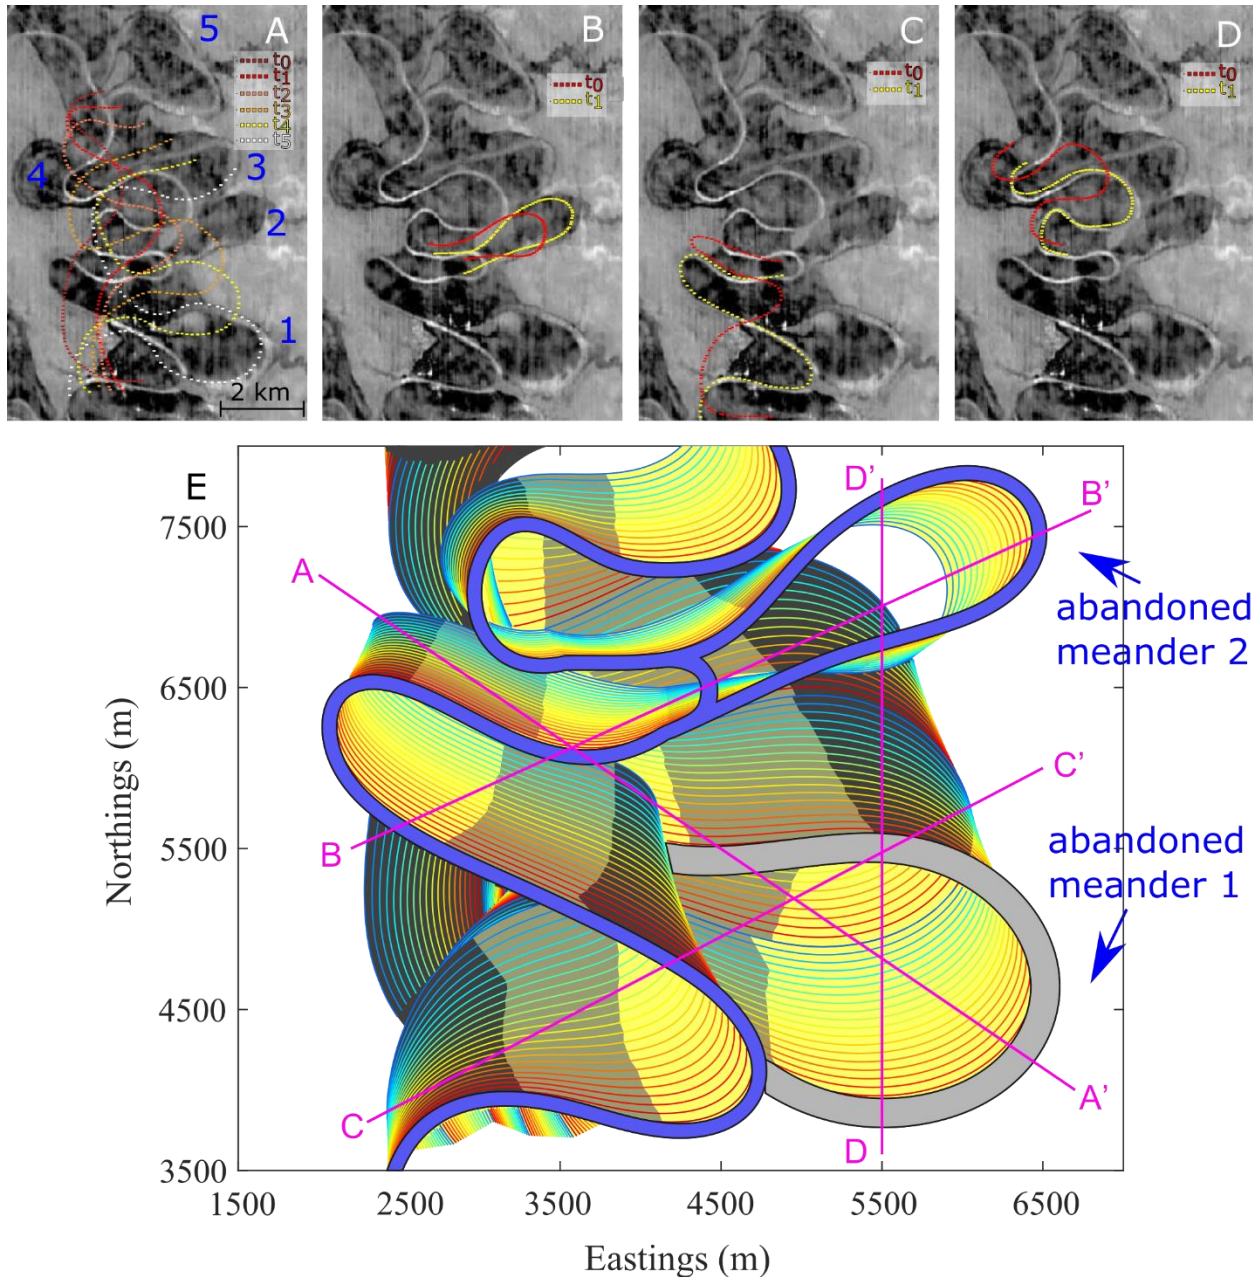 A
5
t0
t1
t2
t3
t4
t5
4
3
2
1
2 km
B
t0
t1
C
t0
t1
D
t0
t1
E
D'
B'
A
abandoned
meander 2
C'
B
abandoned
meander 1
C
A'
D
7500
6500
5500
4500
3500
Northings (m)
1500
2500
3500
4500
5500
6500
Eastings (m)